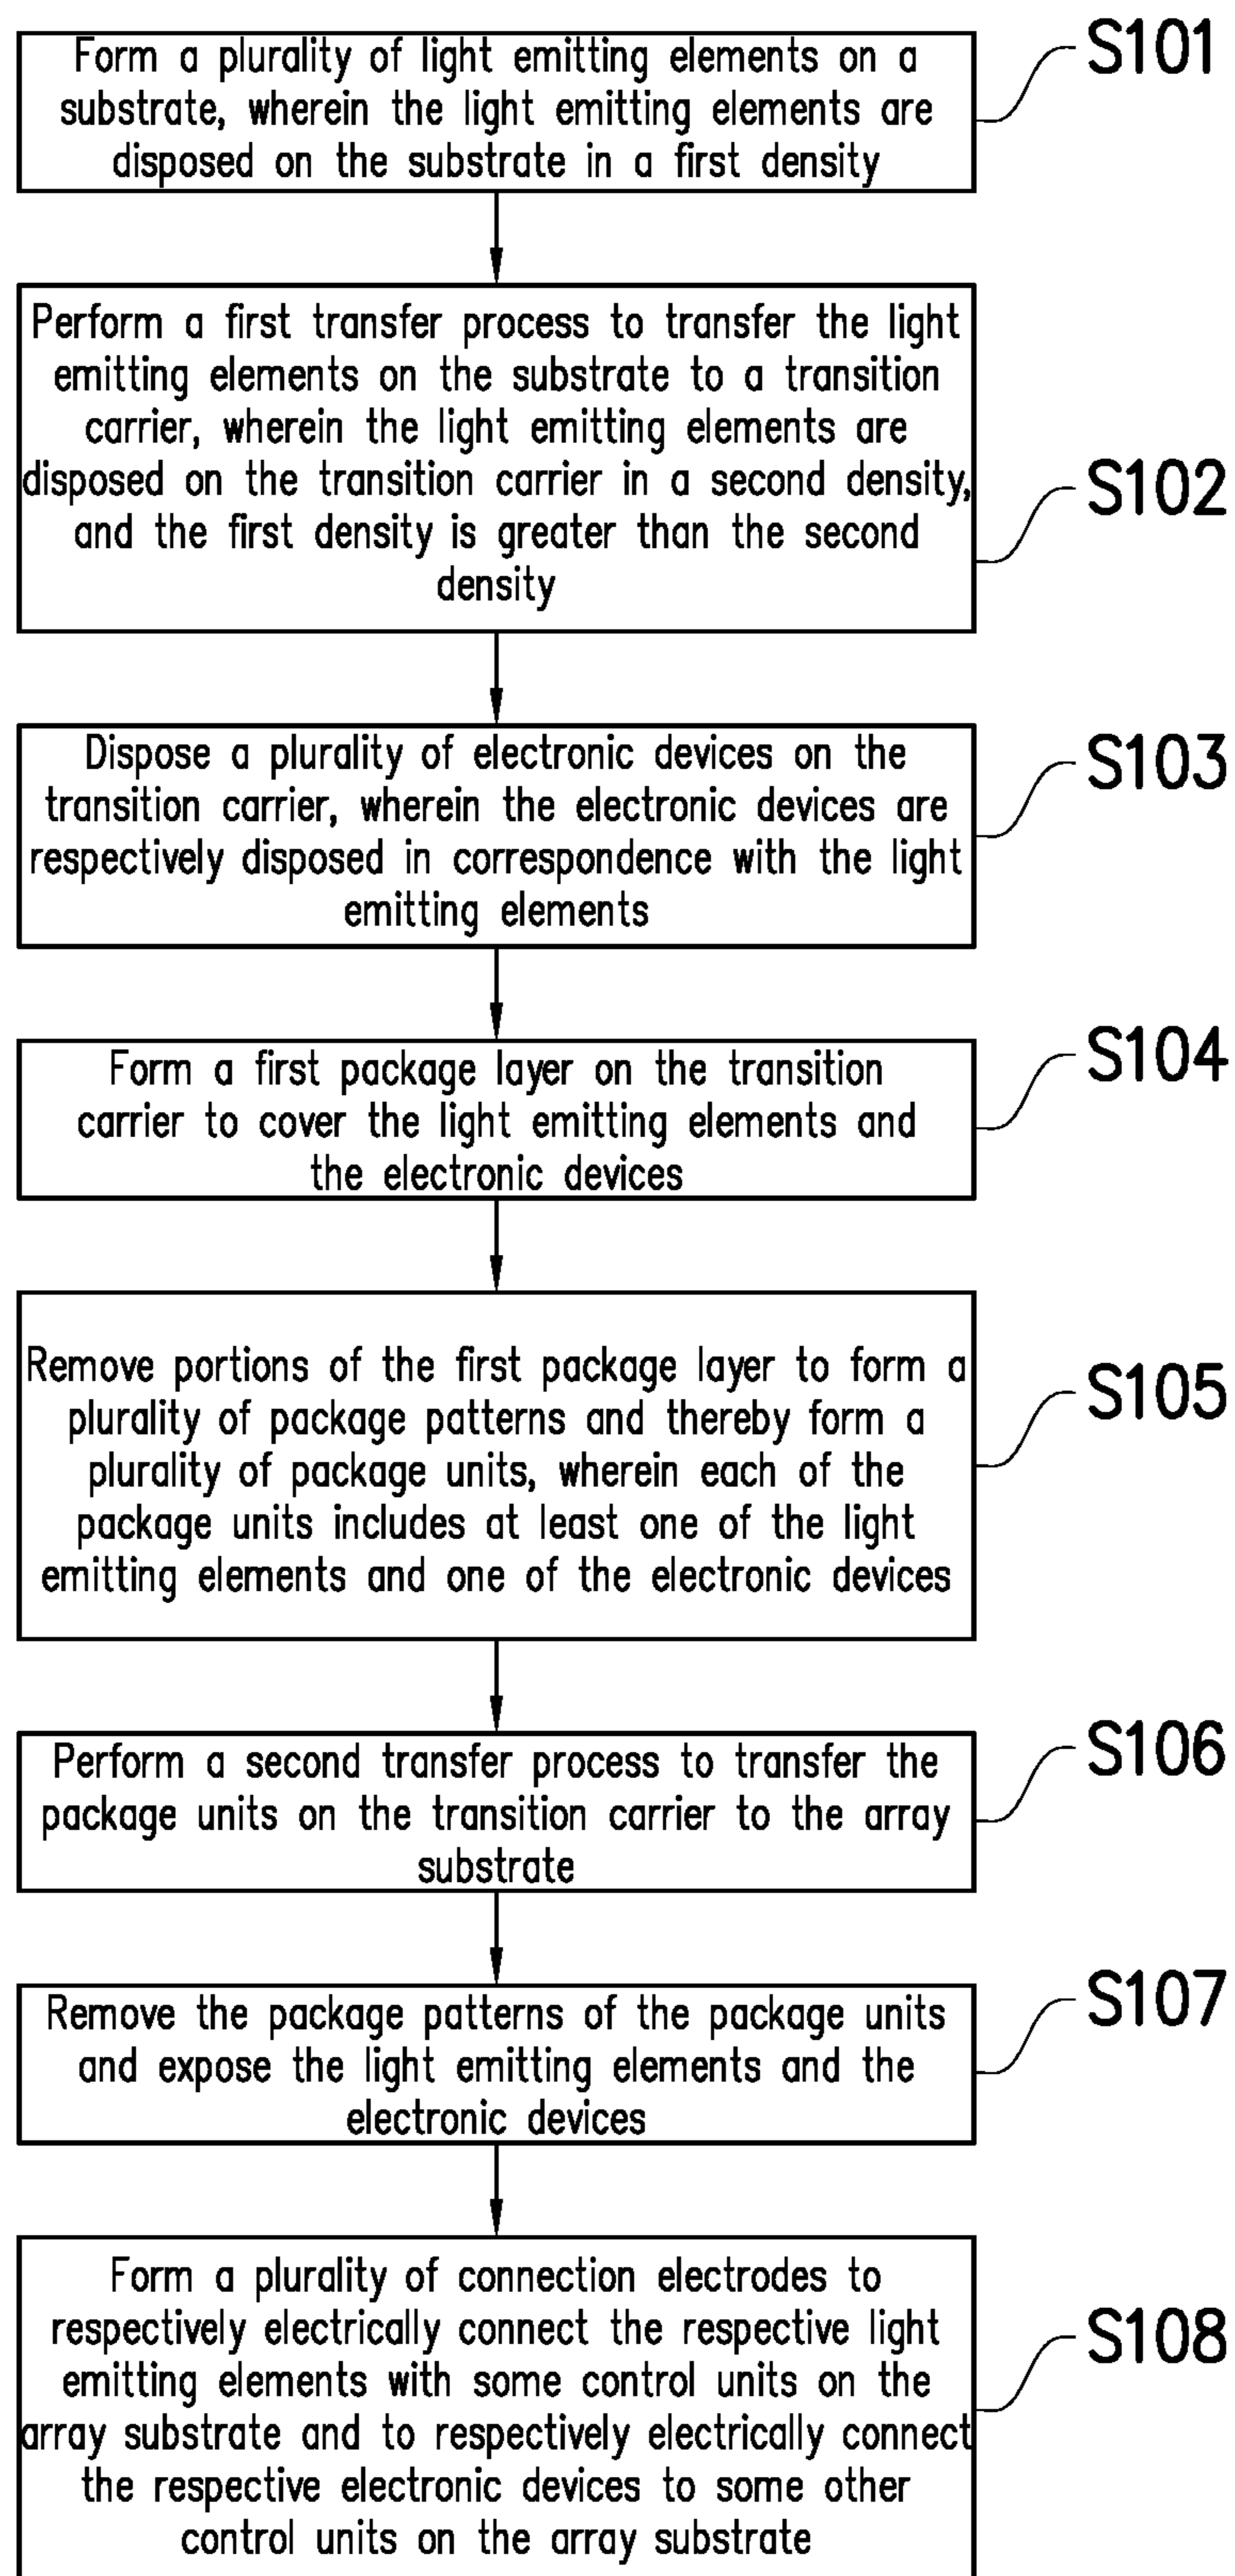 Form a plurality of light emitting elements on a
substrate, wherein the light emitting elements are
disposed on the substrate in a first density
S101
Perform a first transfer process to transfer the light
emitting elements on the substrate to a transition
carrier, wherein the light emitting elements are
disposed on the transition carrier in a second density,
and the first density is greater than the second
density
S102
Dispose a plurality of electronic devices on the
transition carrier, wherein the electronic devices are
respectively disposed in correspondence with the light
emitting elements
S103
Form a first package layer on the transition
carrier to cover the light emitting elements and
the electronic devices
S104
Remove portions of the first package layer to form a
plurality of package patterns and thereby form a
plurality of package units, wherein each of the
package units includes at least one of the light
emitting elements and one of the electronic devices
S105
Perform a second transfer process to transfer the
package units on the transition carrier to the array
substrate
S106
Remove the package patterns of the package units
and expose the light emitting elements and the
electronic devices
S107
Form a plurality of connection electrodes to
respectively electrically connect the respective light
emitting elements with some control units on the
array substrate and to respectively electrically connect
the respective electronic devices to some other
control units on the array substrate
S108